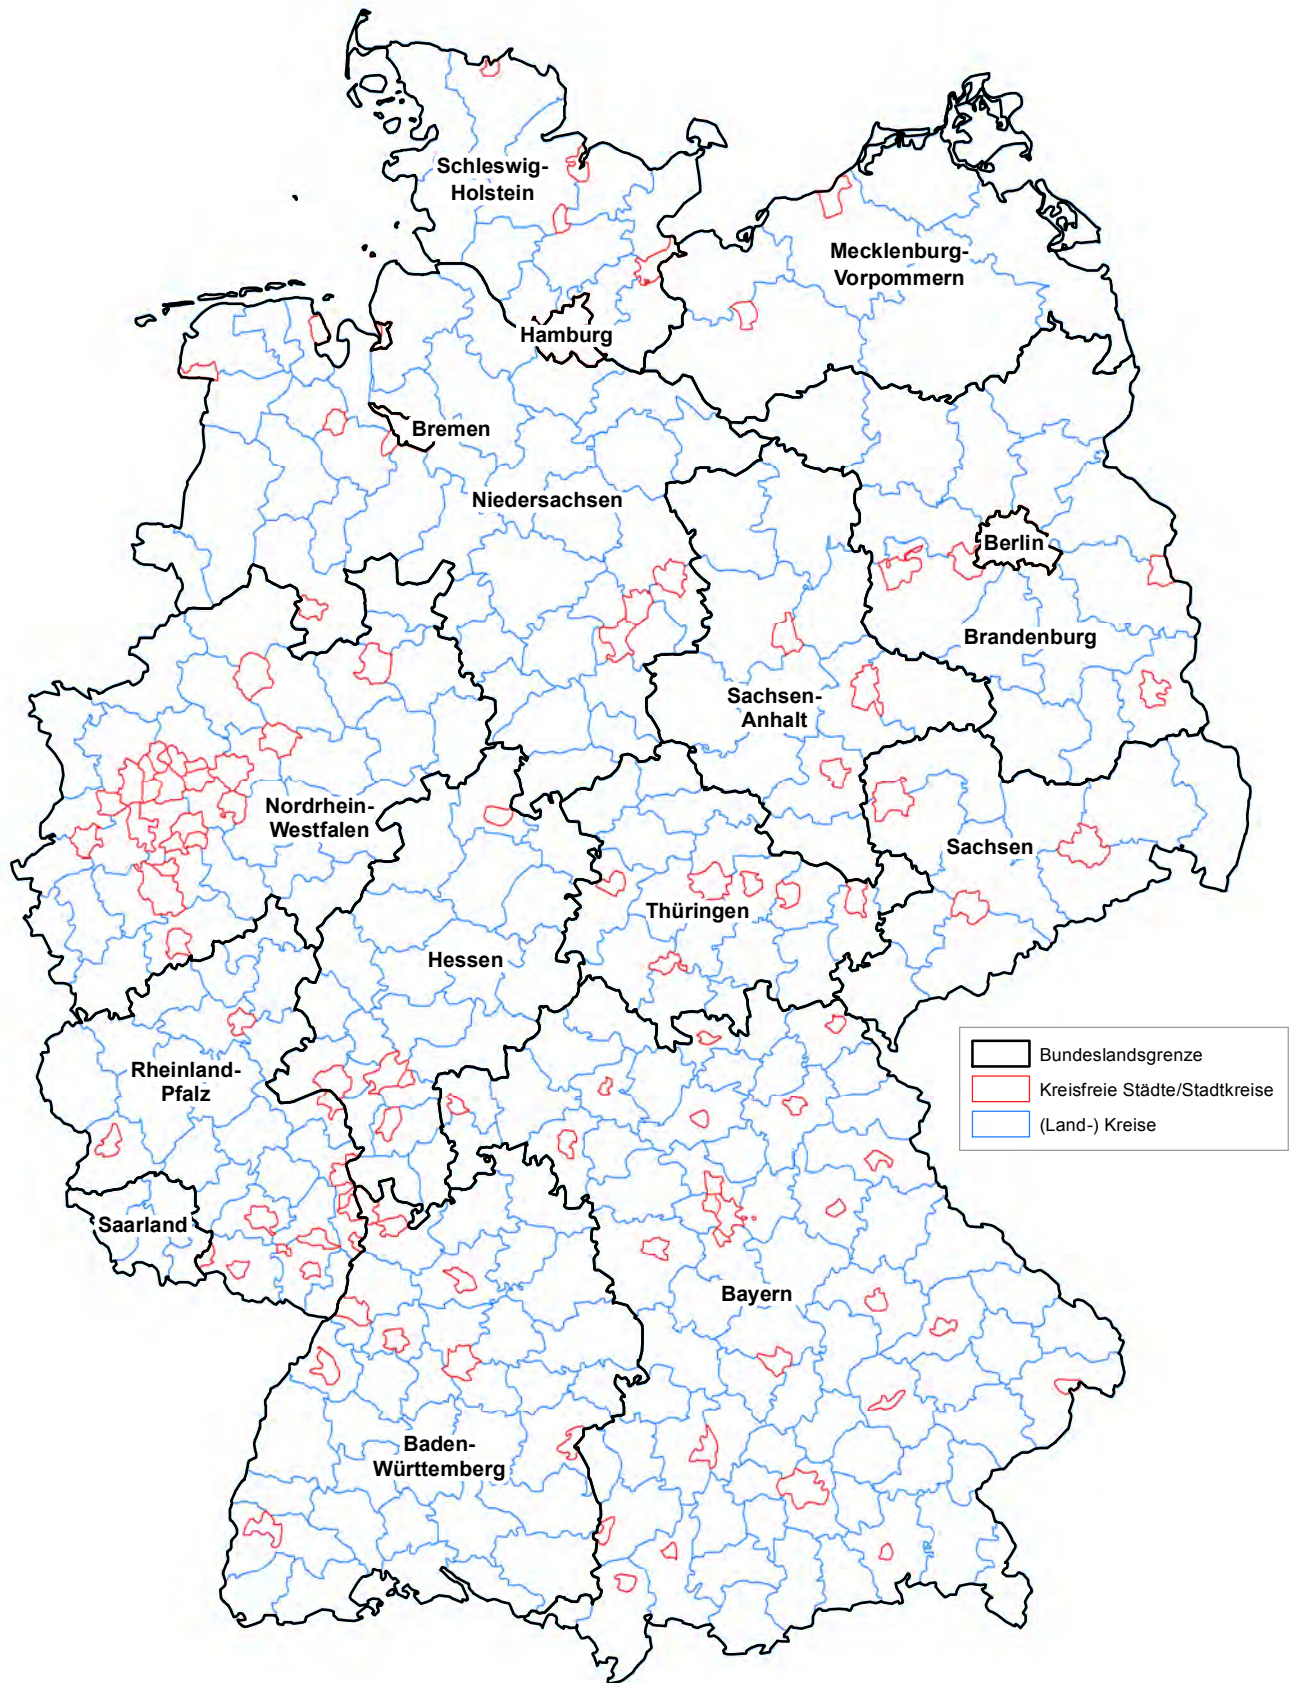 Schleswig-
Holstein
Mecklenburg-
Vorpommern
Hamburg
Bremen
Niedersachsen
Berlin
Brandenburg
Sachsen-
Anhalt
Nordrhein-
Westfalen
Sachsen
Thüringen
Hessen
Rheinland-
Pfalz
Bundeslandsgrenze
Kreisfreie Städte/Stadtkreise
(Land-) Kreise
Saarland
Bayern
Baden-
Württemberg